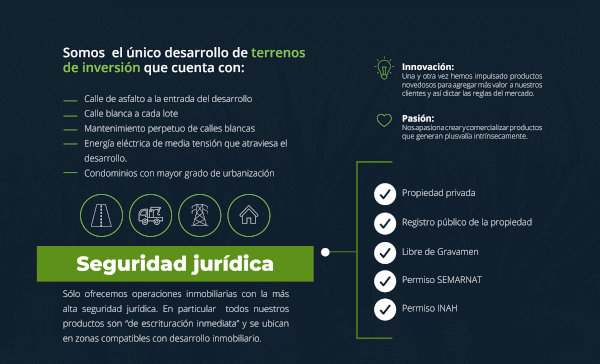 Somos el único desarrollo de terrenos
de inversión que cuenta con:
Calle de asfalto a la entrada del desarrollo
Calle blanca a cada lote
Mantenimiento perpetuo de calles blancas
Energía eléctrica de media tensión que atraviesa el
desarrollo.
Condominios con mayor grado de urbanización
Seguridad jurídica
Sólo ofrecemos operaciones inmobiliarias con la más
alta seguridad jurídica. En particular todos nuestros
productos son “de escrituración inmediata” y se ubican
en zonas compatibles con desarrollo inmobiliario.
Innovación:
Una y otra vez hemos impulsado productos
novedosos para agregar más valor a nuestros
clientes y así dictar las reglas del mercado.
Pasión:
Nos apasiona crear y comercializar productos
que generan plusvalía intrínsecamente.
Propiedad privada
Registro público de la propiedad
Libre de Gravamen
Permiso SEMARNAT
Permiso INAH